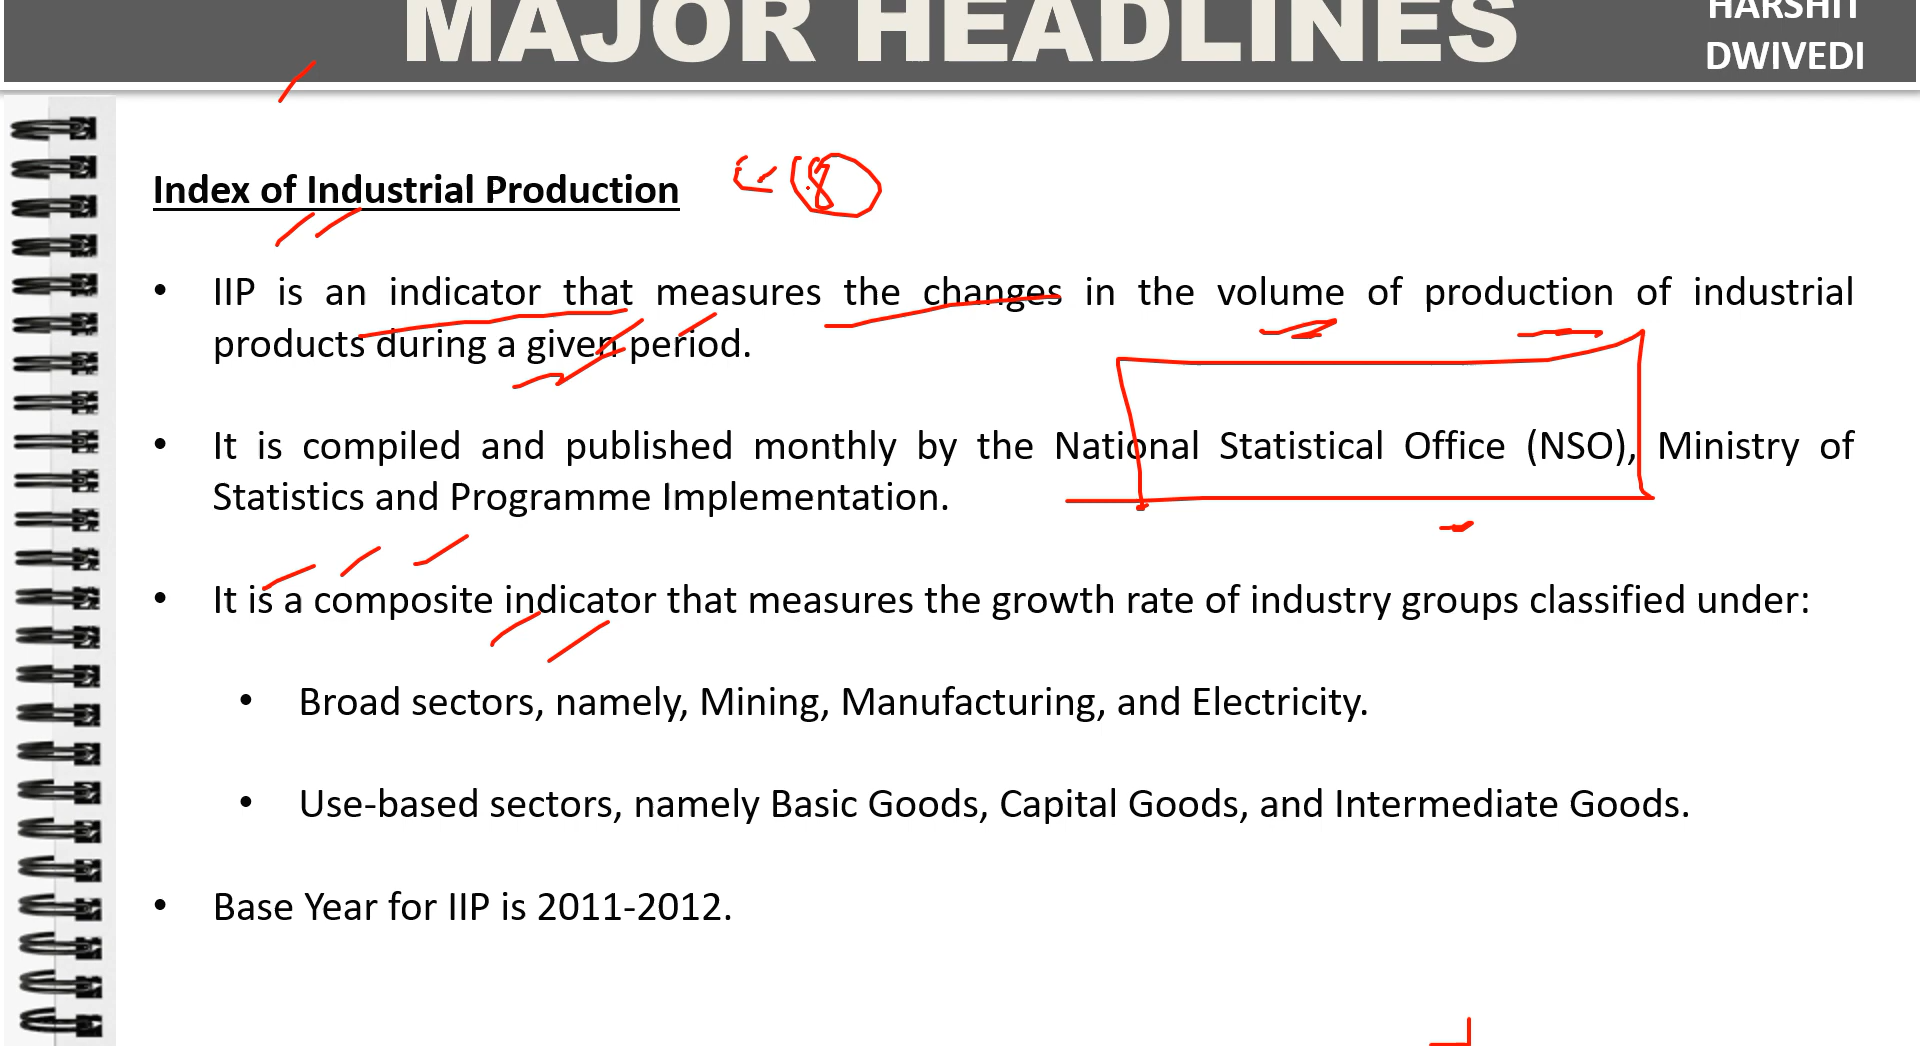 MAJOR HEADLINES
HARSHIT
DWIVEDI
Index of Industrial Production
8
• IIP is an indicator that measures the changes in the volume of production of industrial
products during a given period.
• It is compiled and published monthly by the National Statistical Office (NSO), Ministry of
Statistics and Programme Implementation.
• It is a composite indicator that measures the growth rate of industry groups classified under:
• Broad sectors, namely, Mining, Manufacturing, and Electricity.
• Use-based sectors, namely Basic Goods, Capital Goods, and Intermediate Goods.
• Base Year for IIP is 2011-2012.